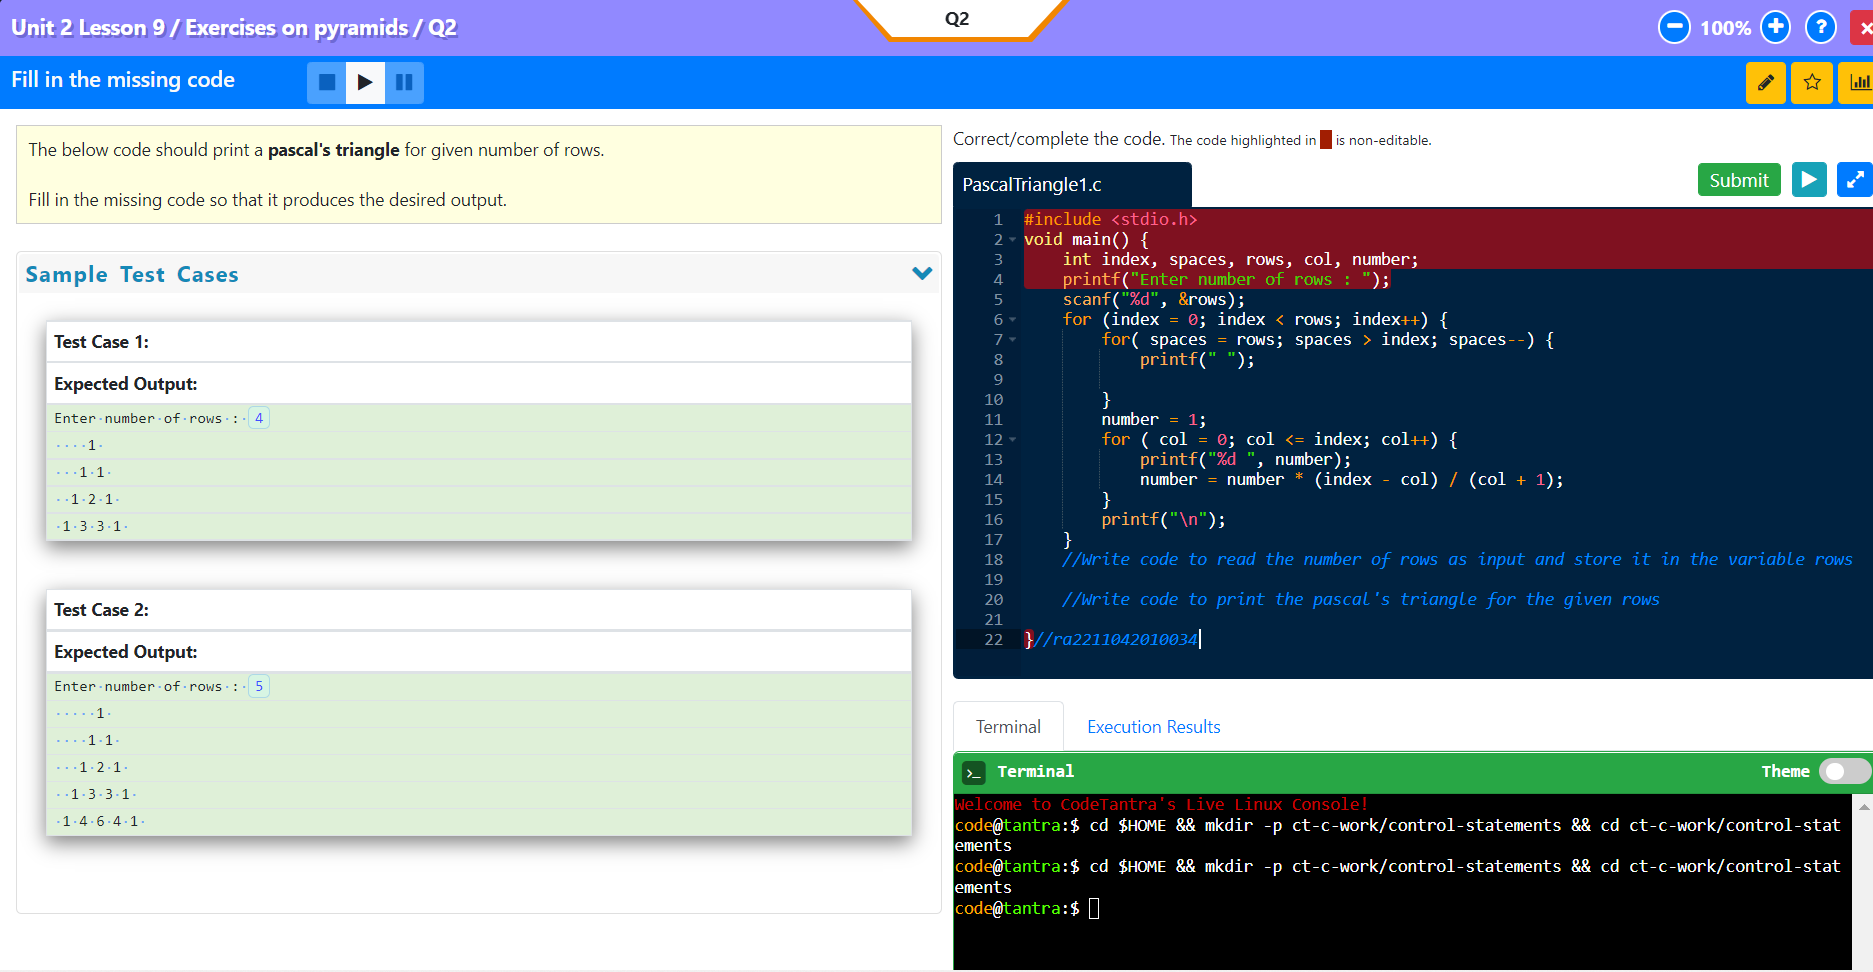 Unit 2 Lesson 9 / Exercises on pyramids / Q2
Q2
100%
?
Fill in the missing code
The below code should print a pascal's triangle for given number of rows.
Fill in the missing code so that it produces the desired output.
Sample Test Cases
Test Case 1:
Expected Output:
Enter·number·of·rows·:· 4
····1·
···1·1·
··1·2·1·
·1·3·3·1·
Test Case 2:
Expected Output:
Enter·number·of·rows·:· 5
·····1·
····1·1·
···1·2·1·
··1·3·3·1·
·1·4·6·4·1·
Correct/complete the code. The code highlighted in is non-editable.
PascalTriangle1.c
Submit
1 #include <stdio.h>
2 void main() {
3 int index, spaces, rows, col, number;
4 printf("Enter number of rows : ");
5 scanf("%d", &rows);
6 for (index = 0; index < rows; index++) {
7 for( spaces = rows; spaces > index; spaces--) {
8 printf(" ");
9
10 }
11 number = 1;
12 for ( col = 0; col <= index; col++) {
13 printf("%d ", number);
14 number = number * (index - col) / (col + 1);
15 }
16 printf("\n");
17 }
18 //Write code to read the number of rows as input and store it in the variable rows
19
20 //Write code to print the pascal's triangle for the given rows
21
22 }//ra2211042010034
Terminal
Execution Results
Terminal
Theme
Welcome to CodeTantra's Live Linux Console!
code@tantra:$ cd $HOME && mkdir -p ct-c-work/control-statements && cd ct-c-work/control-stat
ements
code@tantra:$ cd $HOME && mkdir -p ct-c-work/control-statements && cd ct-c-work/control-stat
ements
code@tantra:$